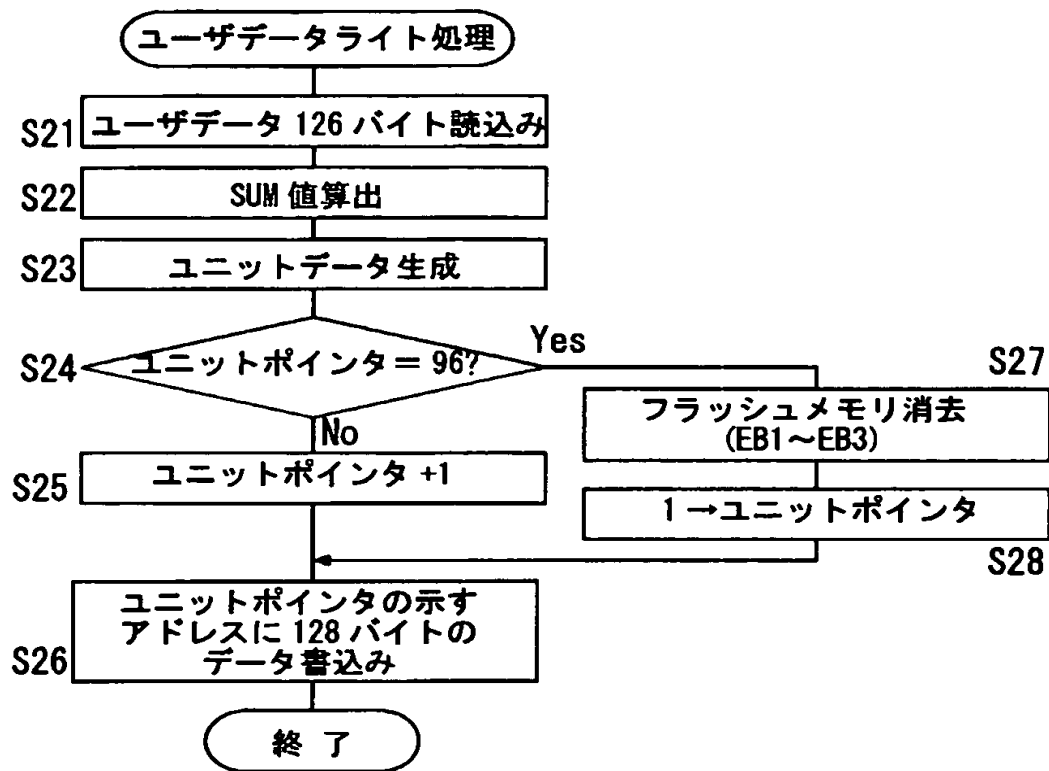 ユーザデータライト処理
S21
ユーザデータ 126 バイト読込み
S22
SUM 値算出
S23
ユニットデータ生成
S24
ユニットポインタ＝96?
Yes
No
S27
フラッシュメモリ消去
(EB1～EB3)
S25
ユニットポインタ +1
1→ユニットポインタ
S28
S26
ユニットポインタの示す
アドレスに 128 バイトの
データ書込み
終 了